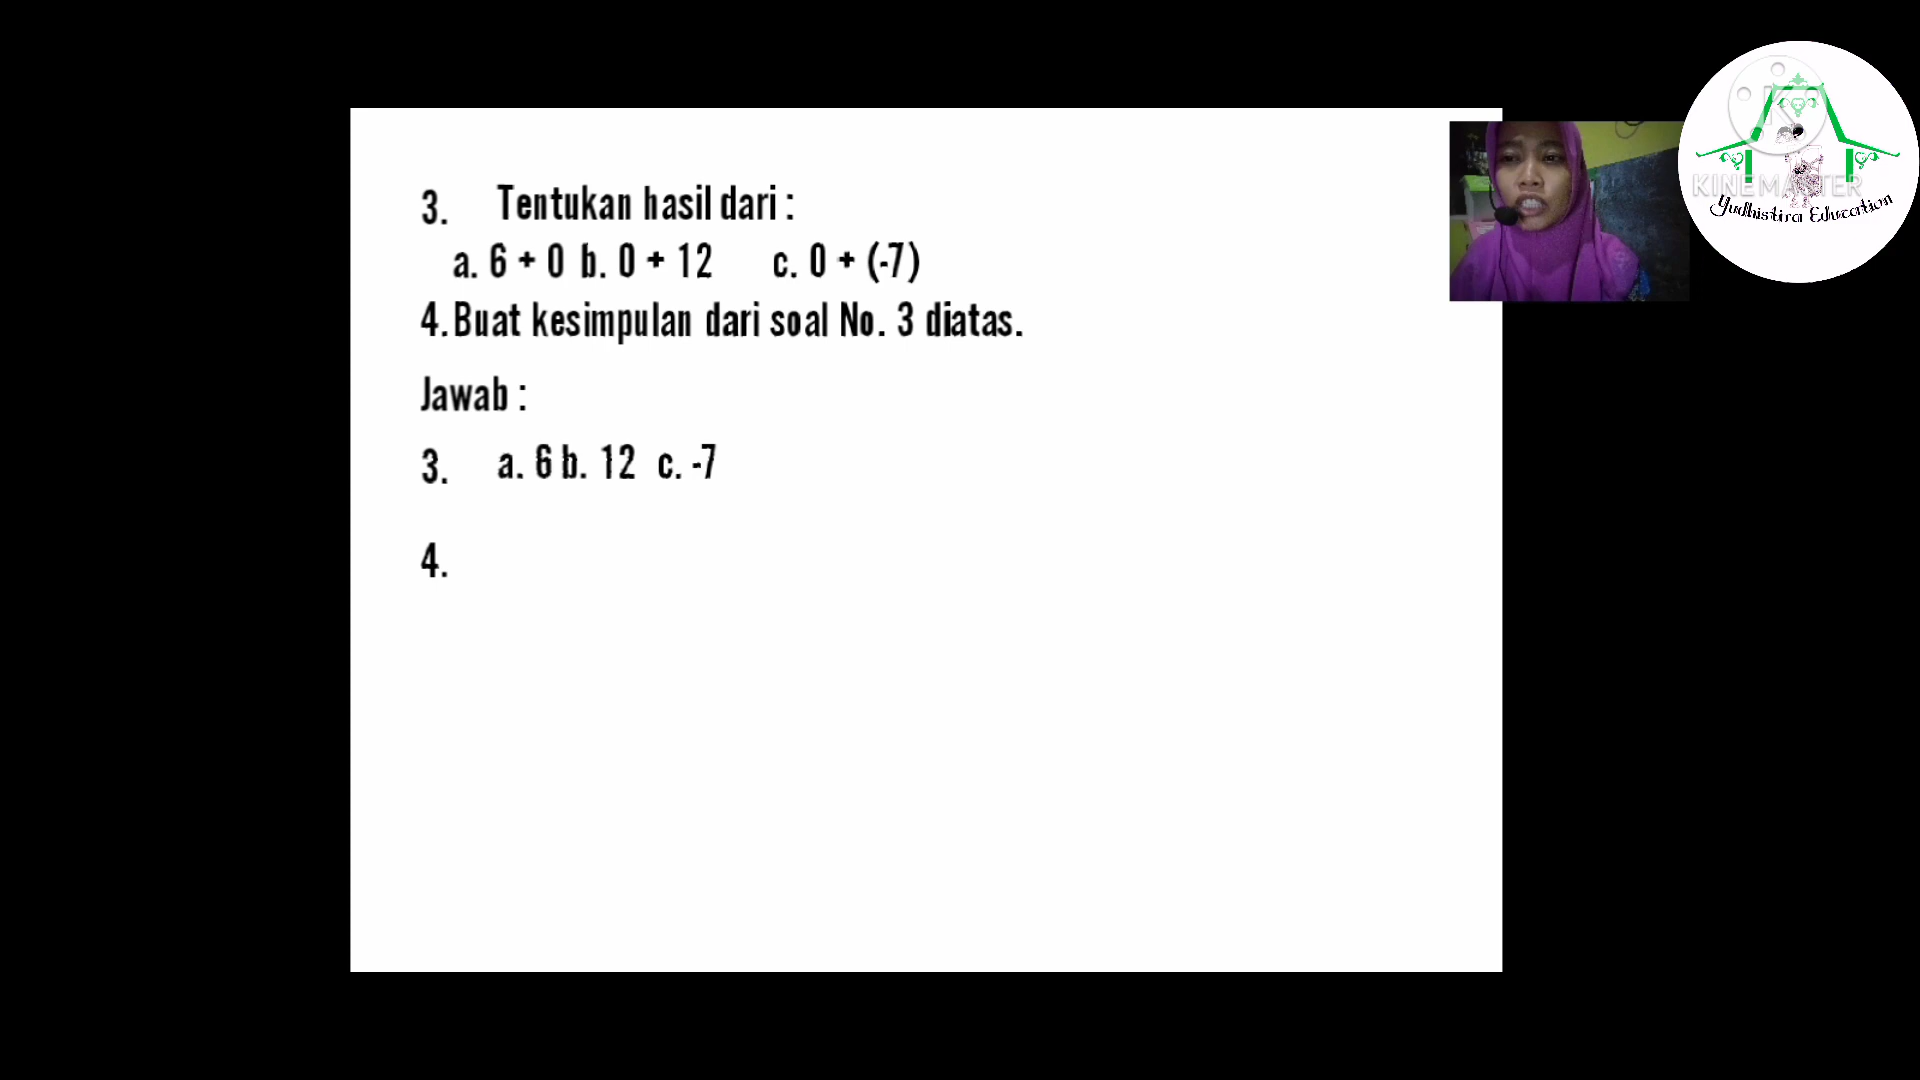 3. Tentukan hasil dari :
a. 6 + 0 b. 0 + 12 c. 0 + (-7)
4. Buat kesimpulan dari soal No. 3 diatas.
Jawab :
3. a. 6 b. 12 c. -7
4.
KINEMASTER
Yudhistira Education